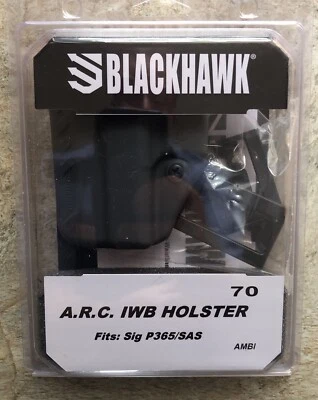 BLACKHAWK®
70
A.R.C. IWB HOLSTER
Fits: Sig P365/SAS
AMBI